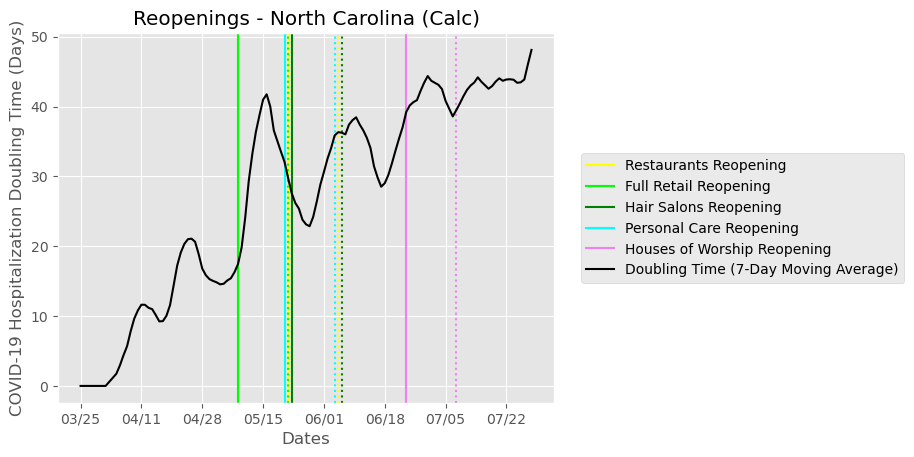 Reopenings - North Carolina (Calc)
COVID-19 Hospitalization Doubling Time (Days)
50
40
30
20
10
0
03/25 04/11 04/28 05/15 06/01 06/18 07/05 07/22
Dates
Restaurants Reopening
Full Retail Reopening
Hair Salons Reopening
Personal Care Reopening
Houses of Worship Reopening
Doubling Time (7-Day Moving Average)